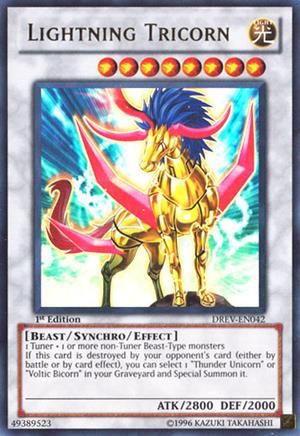 LIGHTNING TRICORN
LIGHT
光
1st Edition
DREV-EN042
[BEAST/SYNCHRO/EFFECT]
1 Tuner + 1 or more non-Tuner Beast-Type monsters
If this card is destroyed by your opponent's card (either by
battle or by card effect), you can select 1 "Thunder Unicorn" or
"Voltic Bicorn" in your Graveyard and Special Summon it.
ATK/2800 DEF/2000
49389523
©1996 KAZUKI TAKAHASHI